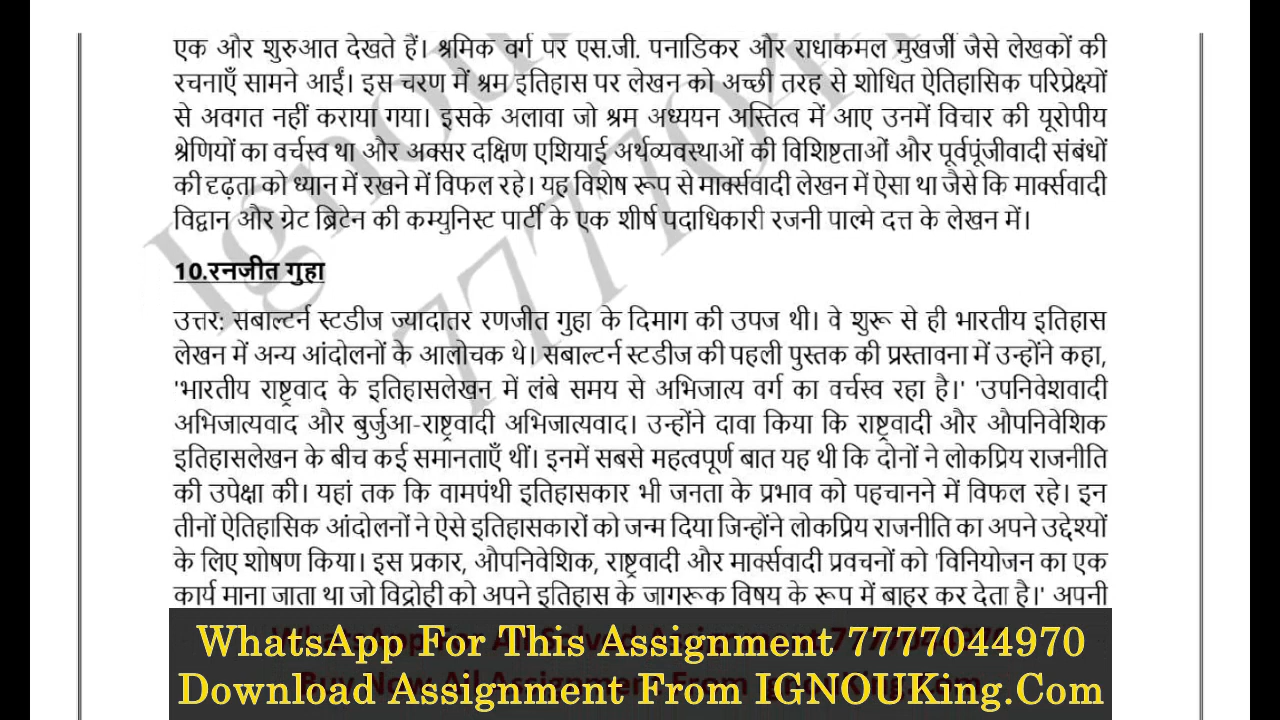 एक और शुरुआत देखते हैं। श्रमिक वर्ग पर एस.जी. पनाडिकर और राधाकमल मुखर्जी जैसे लेखकों की
रचनाएँ सामने आईं। इस चरण में श्रम इतिहास पर लेखन को अच्छी तरह से शोधित ऐतिहासिक परिप्रेक्ष्यों
से अवगत नहीं कराया गया। इसके अलावा जो श्रम अध्ययन अस्तित्व में आए उनमें विचार की यूरोपीय
श्रेणियों का वर्चस्व था और अक्सर दक्षिण एशियाई अर्थव्यवस्थाओं की विशिष्टताओं और पूर्वपूंजीवादी संबंधों
की दृढ़ता को ध्यान में रखने में विफल रहे। यह विशेष रूप से मार्क्सवादी लेखन में ऐसा था जैसे कि मार्क्सवादी
विद्वान और ग्रेट ब्रिटेन की कम्युनिस्ट पार्टी के एक शीर्ष पदाधिकारी रजनी पाल्मे दत्त के लेखन में।
10.रनजीत गुहा
उत्तर: सबाल्टर्न स्टडीज ज्यादातर रणजीत गुहा के दिमाग की उपज थी। वे शुरू से ही भारतीय इतिहास
लेखन में अन्य आंदोलनों के आलोचक थे। सबाल्टर्न स्टडीज की पहली पुस्तक की प्रस्तावना में उन्होंने कहा,
'भारतीय राष्ट्रवाद के इतिहासलेखन में लंबे समय से अभिजात्य वर्ग का वर्चस्व रहा है।' 'उपनिवेशवादी
अभिजात्यवाद और बुर्जुआ-राष्ट्रवादी अभिजात्यवाद। उन्होंने दावा किया कि राष्ट्रवादी और औपनिवेशिक
इतिहासलेखन के बीच कई समानताएँ थीं। इनमें सबसे महत्वपूर्ण बात यह थी कि दोनों ने लोकप्रिय राजनीति
की उपेक्षा की। यहां तक कि वामपंथी इतिहासकार भी जनता के प्रभाव को पहचानने में विफल रहे। इन
तीनों ऐतिहासिक आंदोलनों ने ऐसे इतिहासकारों को जन्म दिया जिन्होंने लोकप्रिय राजनीति का अपने उद्देश्यों
के लिए शोषण किया। इस प्रकार, औपनिवेशिक, राष्ट्रवादी और मार्क्सवादी प्रवचनों को 'विनियोजन का एक
कार्य माना जाता था जो विद्रोही को अपने इतिहास के जागरूक विषय के रूप में बाहर कर देता है।' अपनी
WhatsApp For This Assignment 7777044970
Download Assignment From IGNOUKing.Com